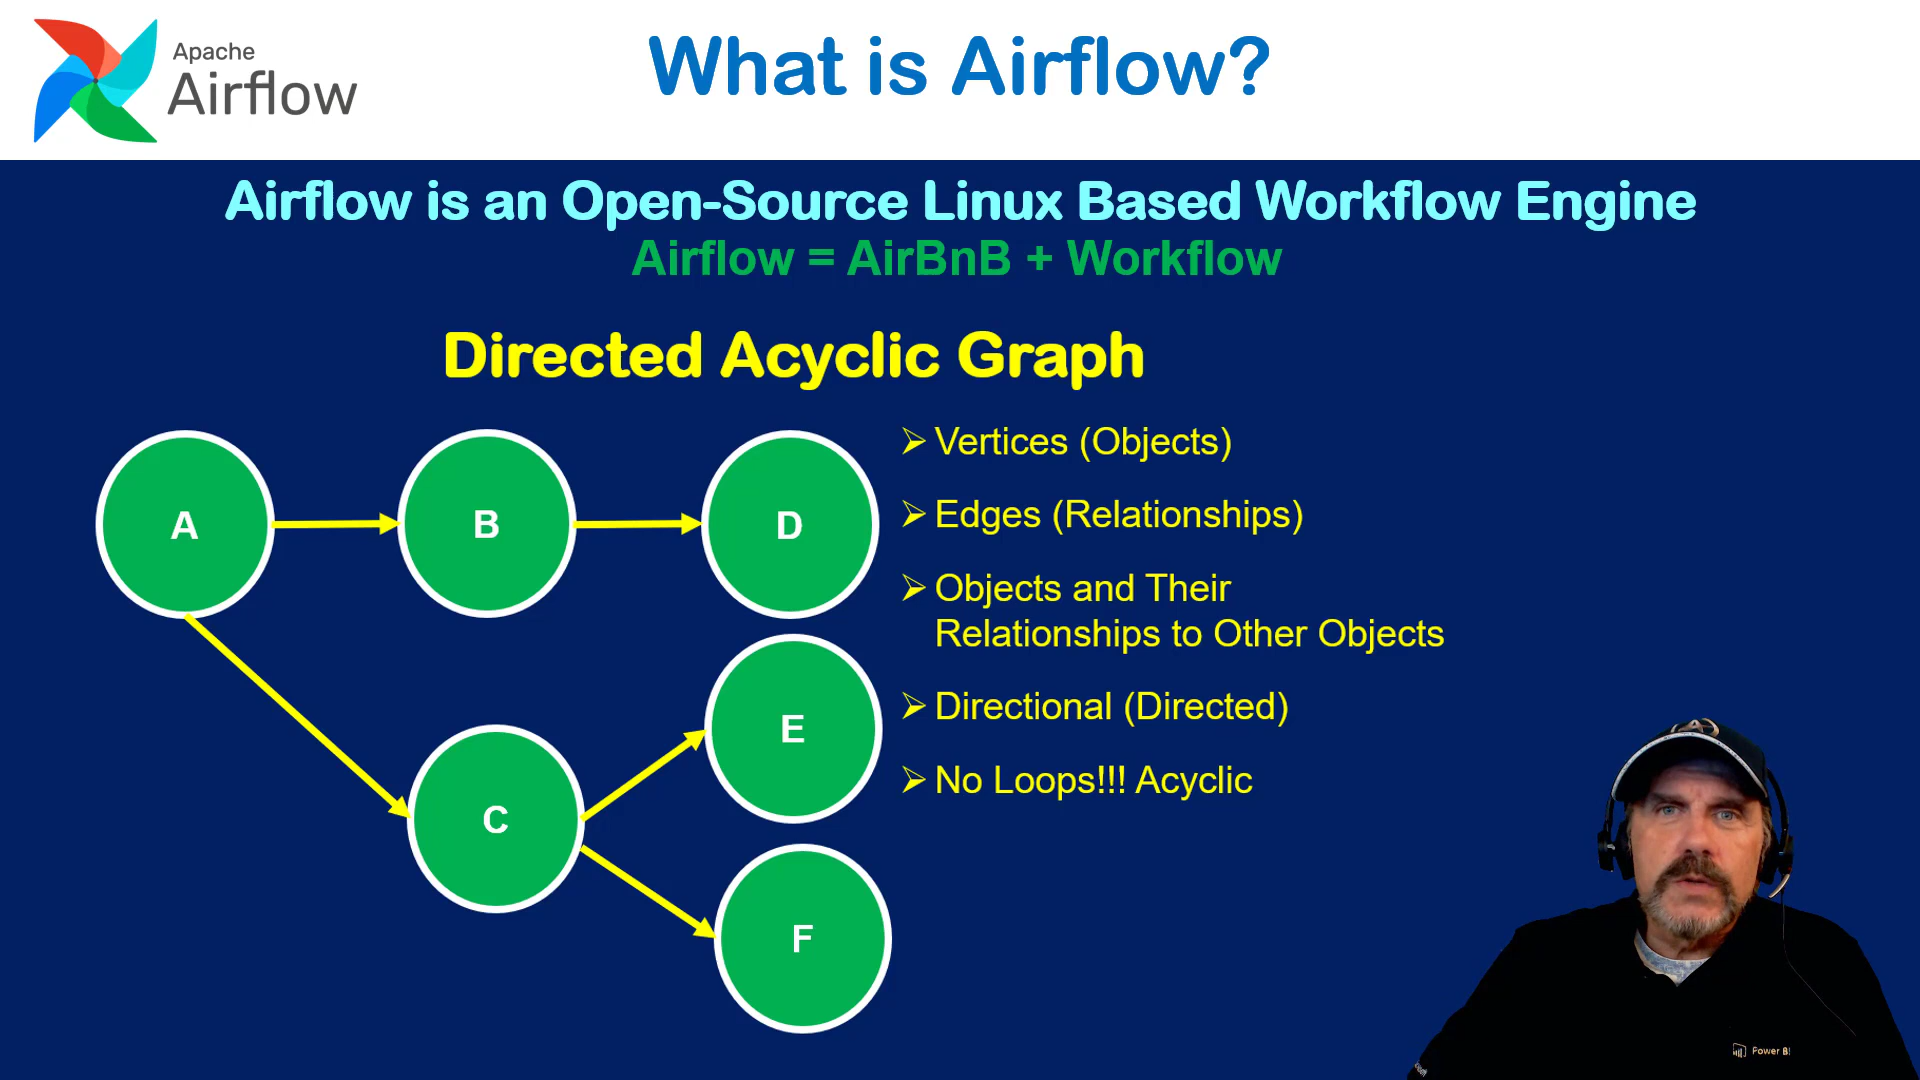 Apache
Airflow
What is Airflow?
Airflow is an Open-Source Linux Based Workflow Engine
Airflow = AirBnB + Workflow
Directed Acyclic Graph
A
B
D
E
C
F
Vertices (Objects)
Edges (Relationships)
Objects and Their
Relationships to Other Objects
Directional (Directed)
No Loops!!! Acyclic
Power BI